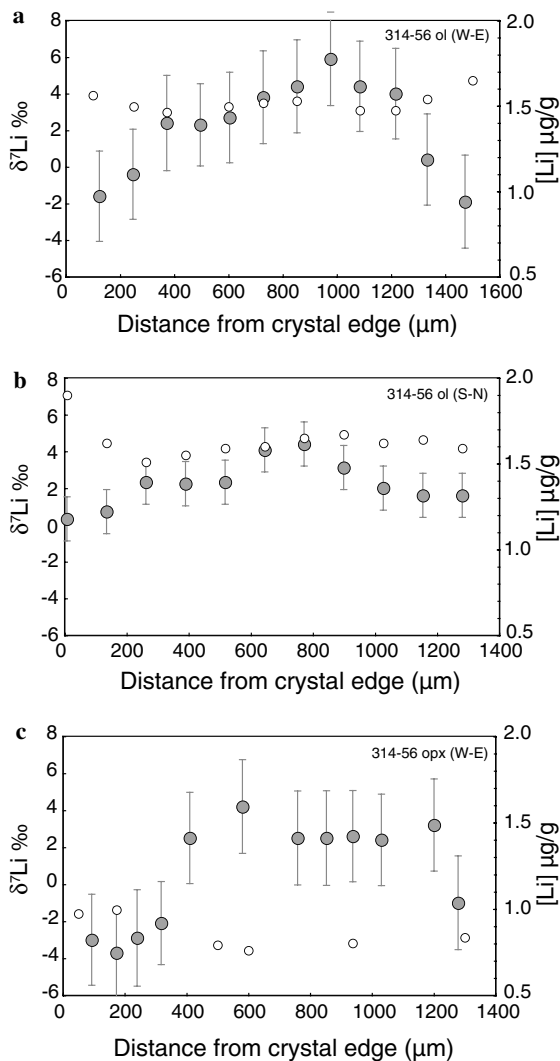 a
314-56 ol (W-E)
8
6
4
2
0
-2
-4
-6
δ⁷Li ‰
2.0
1.5
1.0
0.5
[Li] µg/g
0 200 400 600 800 1000 1200 1400 1600
Distance from crystal edge (µm)
b
314-56 ol (S-N)
8
6
4
2
0
-2
-4
-6
δ⁷Li ‰
2.0
1.5
1.0
0.5
[Li] µg/g
0 200 400 600 800 1000 1200 1400
Distance from crystal edge (µm)
c
314-56 opx (W-E)
8
6
4
2
0
-2
-4
-6
δ⁷Li ‰
2.0
1.5
1.0
0.5
[Li] µg/g
0 200 400 600 800 1000 1200 1400
Distance from crystal edge (µm)